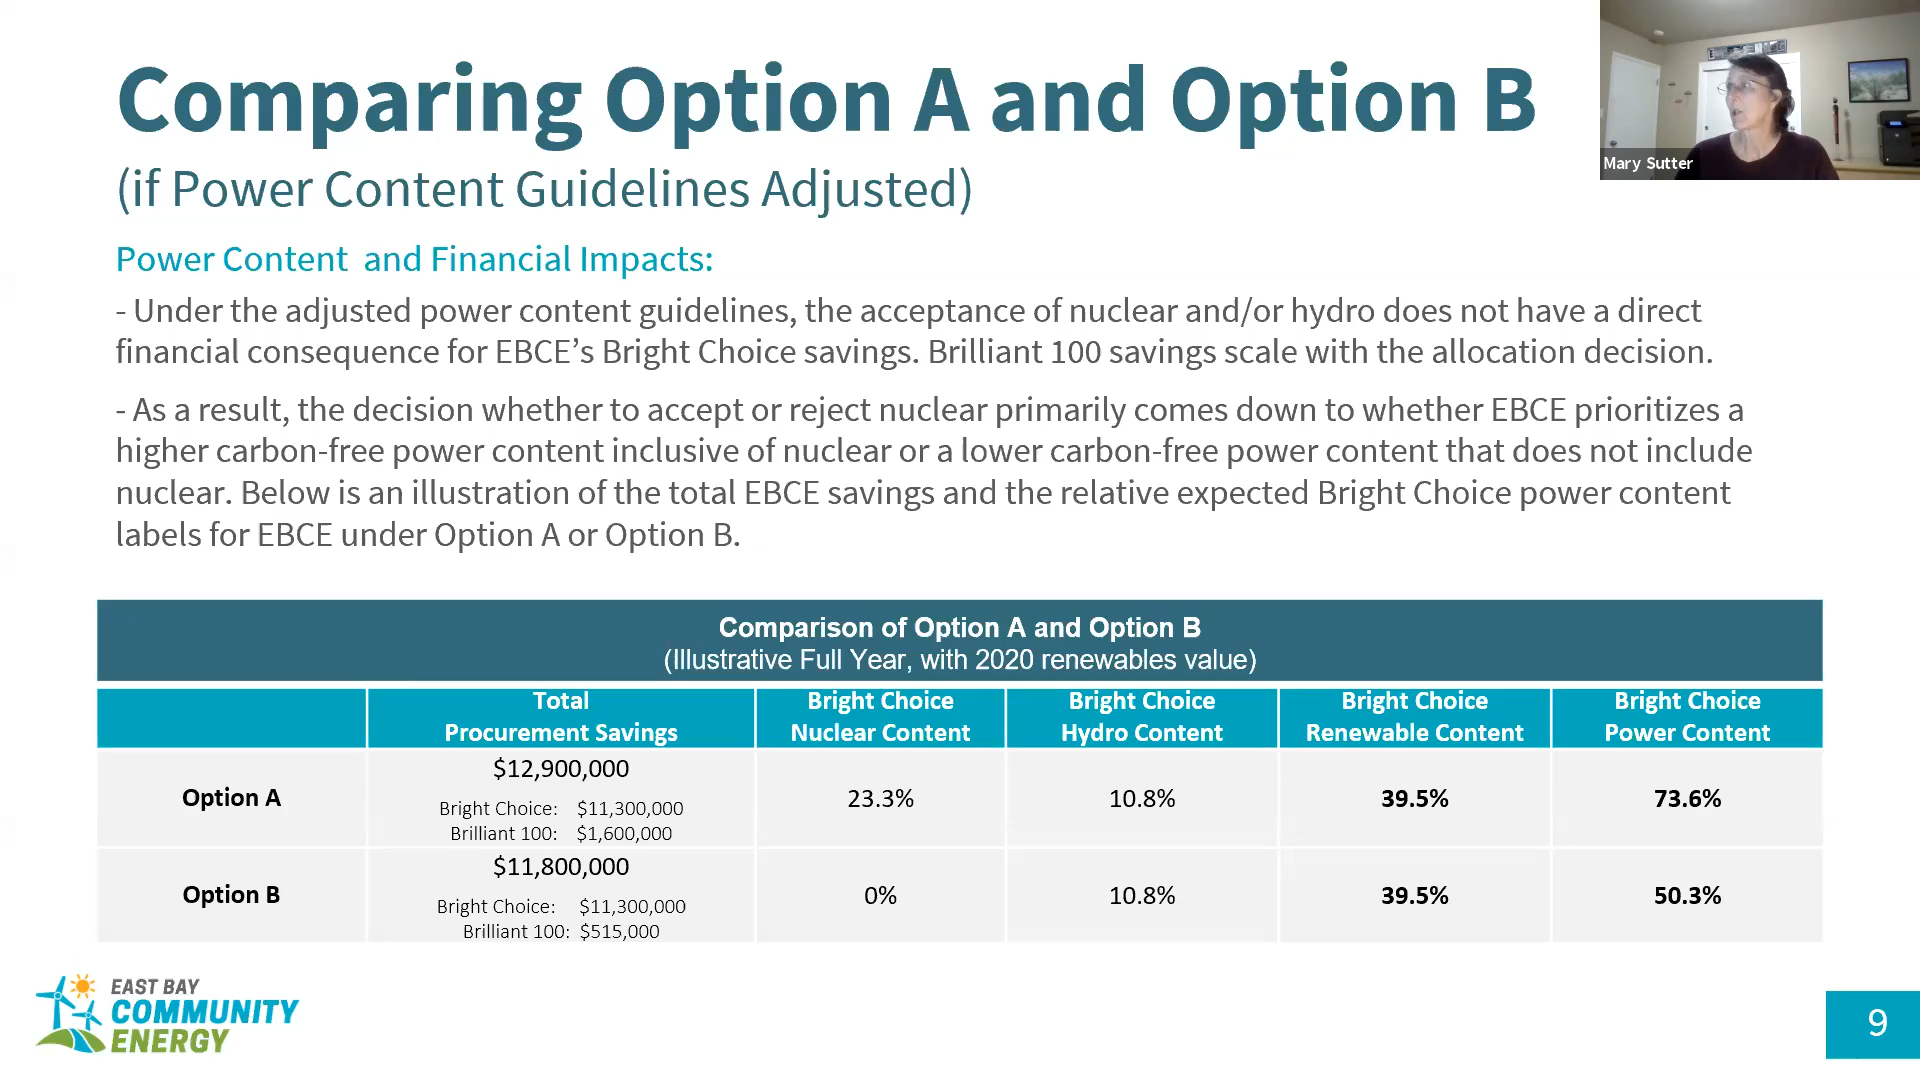 Comparing Option A and Option B
(if Power Content Guidelines Adjusted)
Mary Sutter
Power Content  and Financial Impacts:
- Under the adjusted power content guidelines, the acceptance of nuclear and/or hydro does not have a direct
financial consequence for EBCE’s Bright Choice savings. Brilliant 100 savings scale with the allocation decision.
- As a result, the decision whether to accept or reject nuclear primarily comes down to whether EBCE prioritizes a
higher carbon-free power content inclusive of nuclear or a lower carbon-free power content that does not include
nuclear. Below is an illustration of the total EBCE savings and the relative expected Bright Choice power content
labels for EBCE under Option A or Option B.
Comparison of Option A and Option B
(Illustrative Full Year, with 2020 renewables value)
Total Procurement Savings
Bright Choice Nuclear Content
Bright Choice Hydro Content
Bright Choice Renewable Content
Bright Choice Power Content
Option A
$12,900,000
Bright Choice: $11,300,000
Brilliant 100: $1,600,000
23.3%
10.8%
39.5%
73.6%
Option B
$11,800,000
Bright Choice: $11,300,000
Brilliant 100: $515,000
0%
10.8%
39.5%
50.3%
EAST BAY
COMMUNITY
ENERGY
9